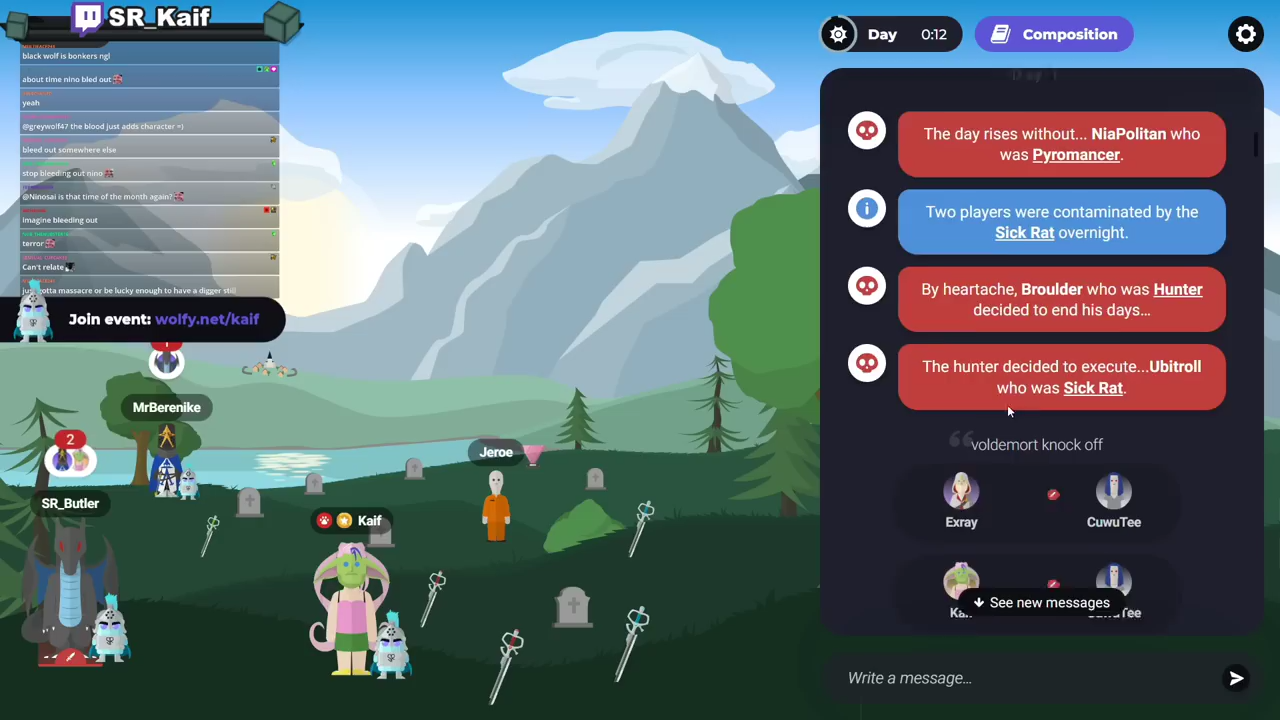 SR_Kaif
black wolf is bonkers ngl
about time nino bled out
yeah
@greywolf47 the blood just adds character =)
bleed out somewhere else
stop bleeding out nino
@Ninosai is that time of the month again?
imagine bleeding out
terror
Can't relate
just gotta massacre or be lucky enough to have a digger still
Join event: wolfy.net/kaif
MrBerenike
2
SR_Butler
Kaif
Jeroe
Day 0:12
Composition
Day 1
The day rises without... NiaPolitan who
was Pyromancer.
Two players were contaminated by the
Sick Rat overnight.
By heartache, Broulder who was Hunter
decided to end his days...
The hunter decided to execute...Ubitroll
who was Sick Rat.
voldemort knock off
Exray CuwuTee
↓ See new messages
Write a message...